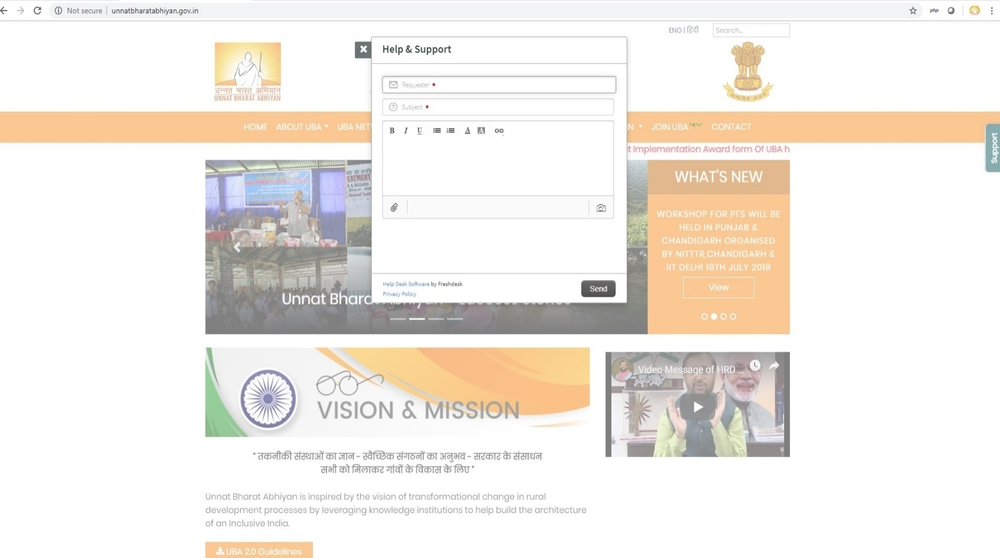 Not secure | unnatbharatabhiyan.gov.in
php
ENG | हिंदी
Search...
उन्नत भारत अभियान
UNNAT BHARAT ABHIYAN
Help & Support
Requester *
Subject *
B I U A A
HOME ABOUT UBA UBA NET
JOIN UBA NEW! CONTACT
Support
t Implementation Award form Of UBA h
WHAT'S NEW
WORKSHOP FOR PI'S WILL BE
HELD IN PUNJAB &
CHANDIGARH ORGANISED
BY NITTTR,CHANDIGARH &
IIT DELHI 19TH JULY 2019
View
Help Desk Software by Freshdesk
Privacy Policy
Send
Unnat Bharat Abhiyan - Success Stories
VISION & MISSION
Video Message of HRD ...
“ तकनीकी संस्थाओं का ज्ञान - स्वैच्छिक संगठनों का अनुभव - सरकार के संसाधन
सभी को मिलाकर गांवों के विकास के लिए ”
Unnat Bharat Abhiyan is inspired by the vision of transformational change in rural
development processes by leveraging knowledge institutions to help build the architecture
of an Inclusive India.
UBA 2.0 Guidelines